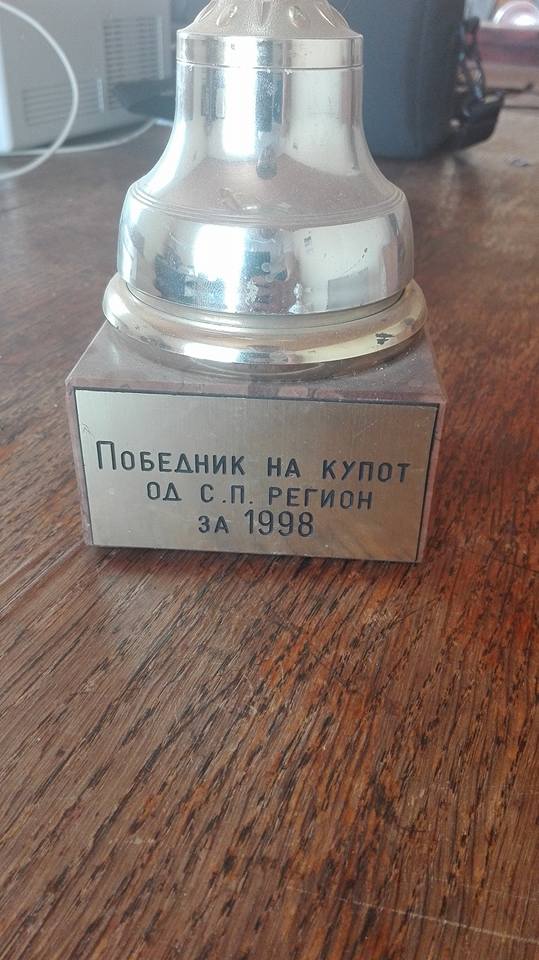 Победник на купот
од С.П. регион
за 1998